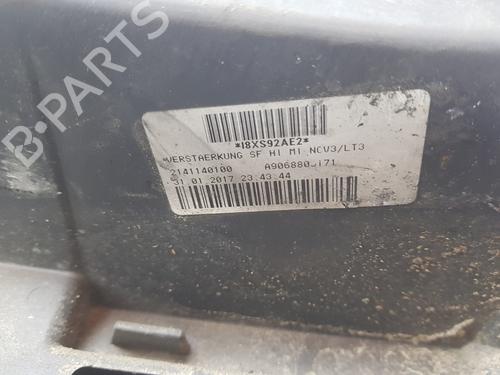 *I8XS92AE2*
*VERSTAERKUNG SF HI MI NCV3/LT3
2141140100
31 01 2017 23:43:44
B-PARTS